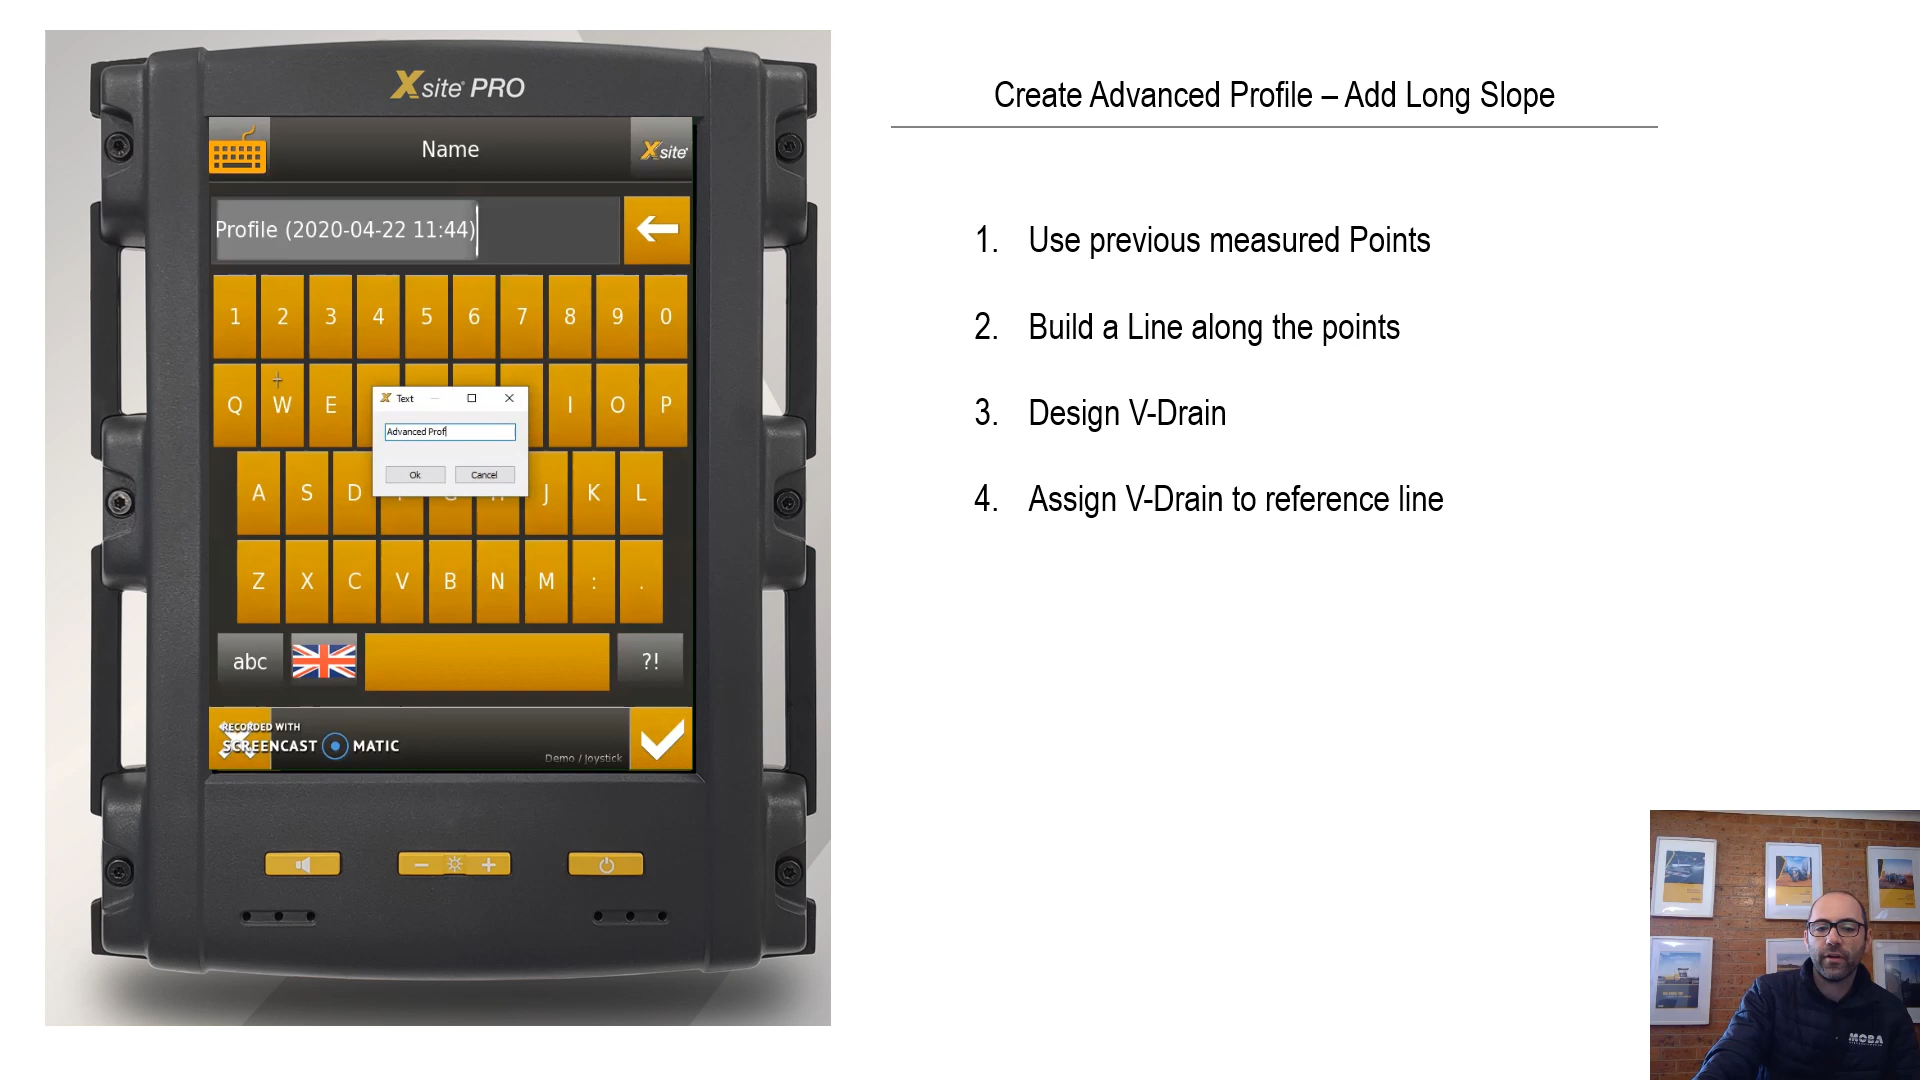 Xsite PRO
Name
Xsite
Profile (2020-04-22 11:44)
1 2 3 4 5 6 7 8 9 0
Q W E I O P
Text
Advanced Prof
Ok Cancel
A S D J K L
Z X C V B N M : .
abc ?!
RECORDED WITH
SCREENCAST MATIC
Demo / Joystick
Create Advanced Profile – Add Long Slope
1. Use previous measured Points
2. Build a Line along the points
3. Design V-Drain
4. Assign V-Drain to reference line
MOBA